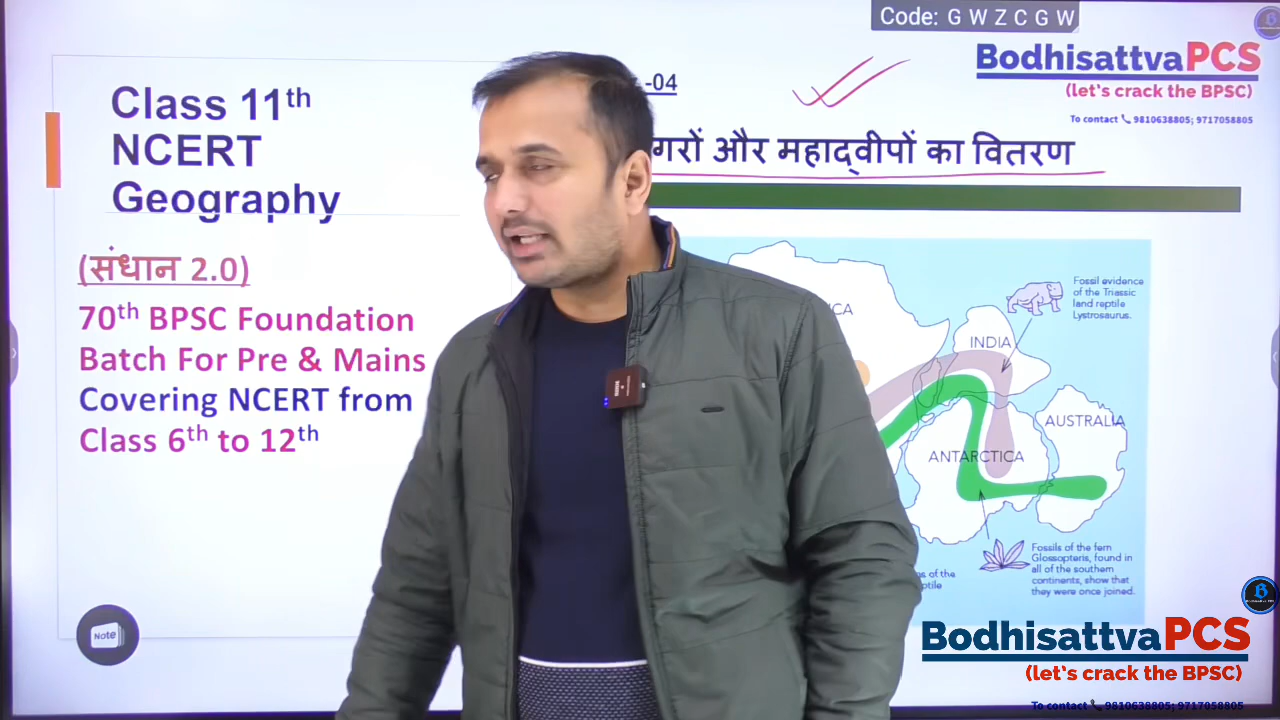 Code: G W Z C G W
BodhisattvaPCS
(let's crack the BPSC)
To contact 9810638805; 9717058805
Class 11th
NCERT
Geography
(संधान 2.0)
70th BPSC Foundation
Batch For Pre & Mains
Covering NCERT from
Class 6th to 12th
Note
-04
और महाद्वीपों का वितरण
Fossil evidence
of the Triassic
land reptile
Lystrosaurus.
INDIA
AUSTRALIA
ANTARCTICA
Fossils of the fern
Glossopteris, found in
all of the southern
continents, show that
they were once joined.
of the
BodhisattvaPCS
(let's crack the BPSC)
To contact 9810638805; 9717058805